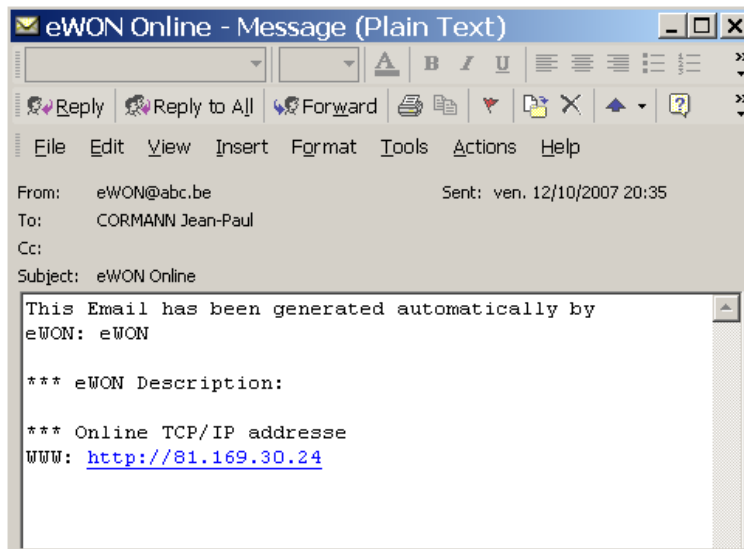 eWON Online - Message (Plain Text)
A B I U
Reply Reply to All Forward
File Edit View Insert Format Tools Actions Help
From: eWON@abc.be Sent: ven. 12/10/2007 20:35
To: CORMANN Jean-Paul
Cc:
Subject: eWON Online
This Email has been generated automatically by
eWON: eWON
*** eWON Description:
*** Online TCP/IP addresse
WWW: http://81.169.30.24